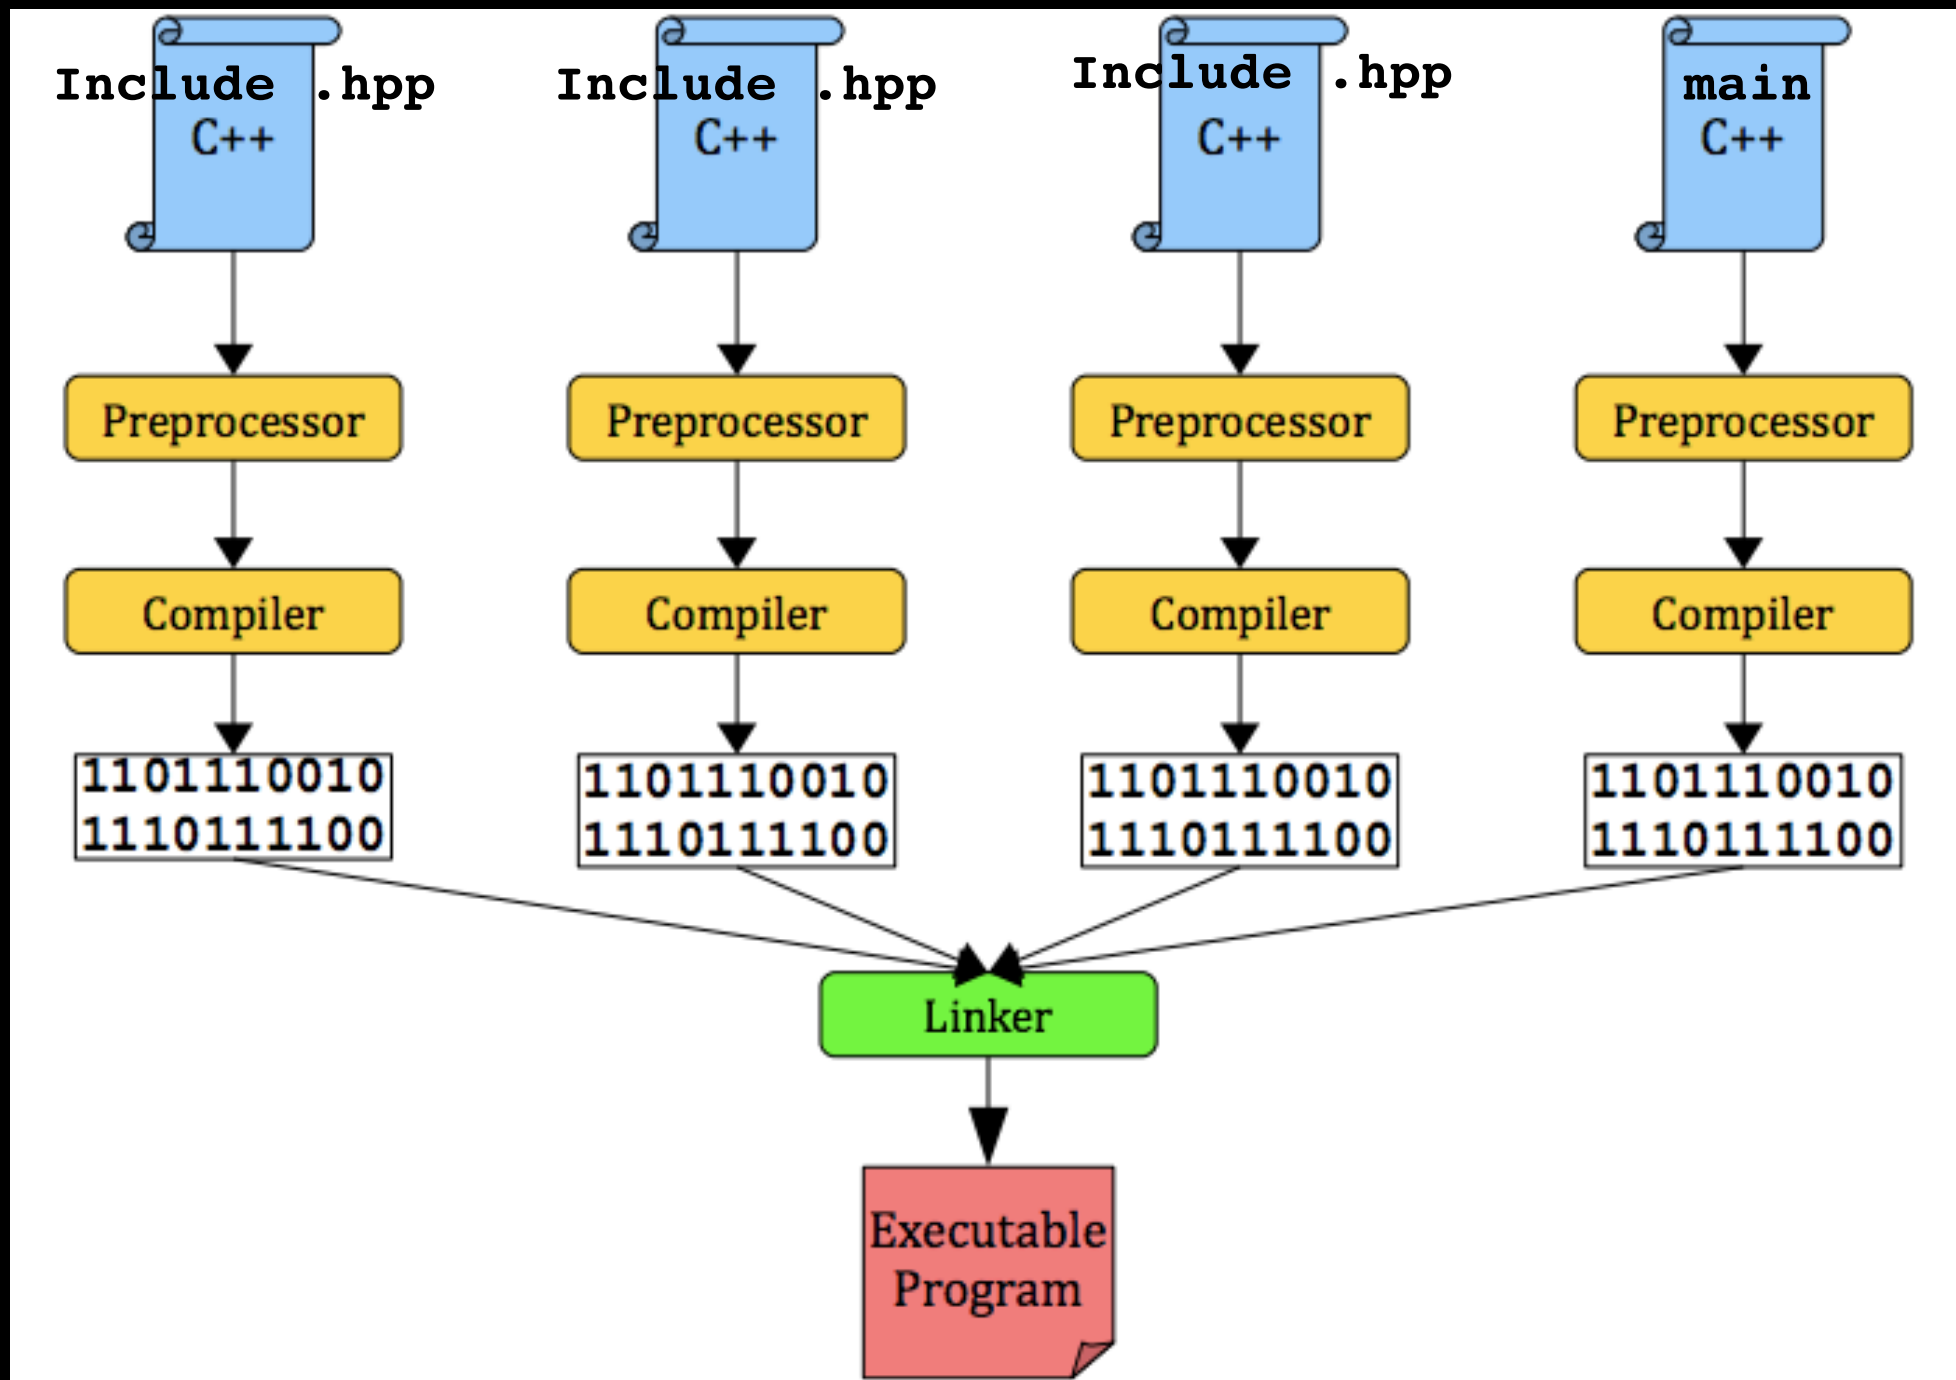 Include .hpp
C++
Include .hpp
C++
Include .hpp
C++
main
C++
Preprocessor
Preprocessor
Preprocessor
Preprocessor
Compiler
Compiler
Compiler
Compiler
1101110010
1110111100
1101110010
1110111100
1101110010
1110111100
1101110010
1110111100
Linker
Executable
Program